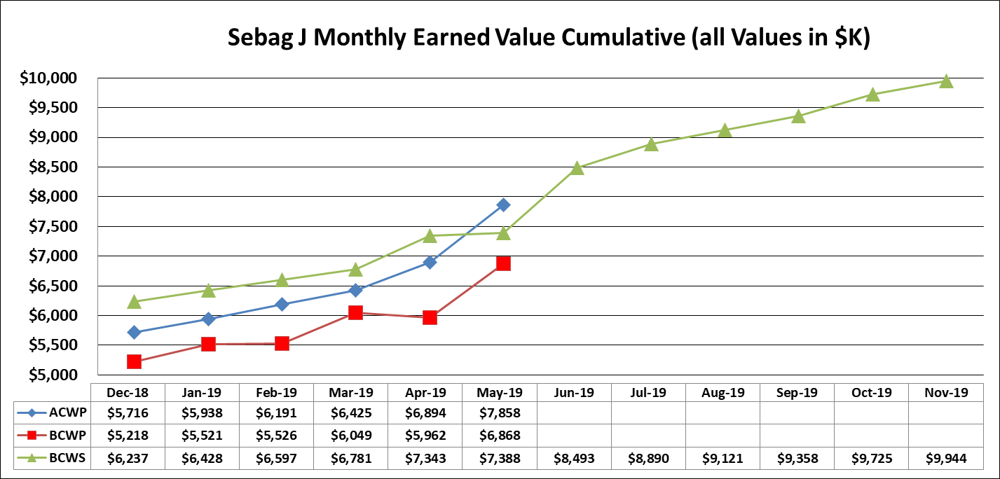 Sebag J Monthly Earned Value Cumulative (all Values in $K)
$10,000
$9,500
$9,000
$8,500
$8,000
$7,500
$7,000
$6,500
$6,000
$5,500
$5,000
Dec-18 Jan-19 Feb-19 Mar-19 Apr-19 May-19 Jun-19 Jul-19 Aug-19 Sep-19 Oct-19 Nov-19
ACWP $5,716 $5,938 $6,191 $6,425 $6,894 $7,858
BCWP $5,218 $5,521 $5,526 $6,049 $5,962 $6,868
BCWS $6,237 $6,428 $6,597 $6,781 $7,343 $7,388 $8,493 $8,890 $9,121 $9,358 $9,725 $9,944